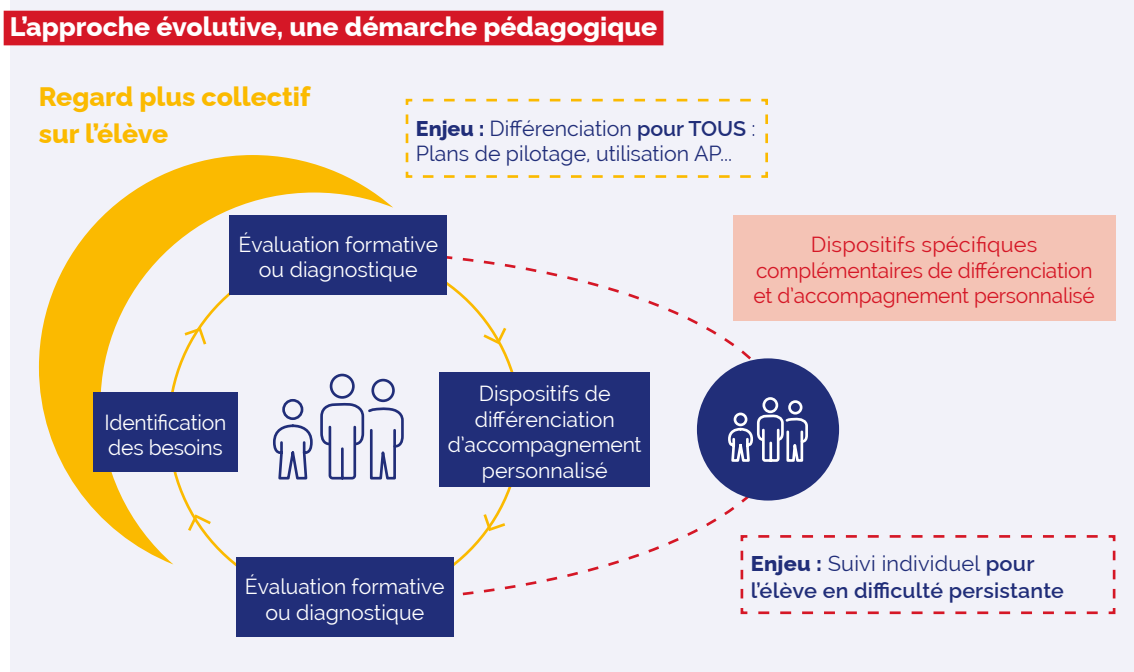 L'approche évolutive, une démarche pédagogique
Regard plus collectif
sur l'élève
Enjeu : Différenciation pour TOUS :
Plans de pilotage, utilisation AP...
Évaluation formative
ou diagnostique
Dispositifs spécifiques
complémentaires de différenciation
et d'accompagnement personnalisé
Identification
des besoins
Dispositifs de
différenciation
d'accompagnement
personnalisé
Enjeu : Suivi individuel pour
l'élève en difficulté persistante
Évaluation formative
ou diagnostique